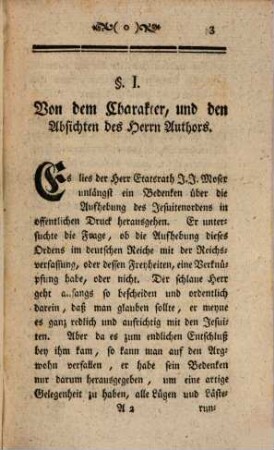 ( o ) 3
§. I.
Von dem Charakter, und den
Absichten des Herrn Authors.
Es lies der Herr Etatsrath J. J. Moser
unlängst ein Bedenken über die
Aufhebung des Jesuitenordens in
öffentlichen Druck herausgehen. Er unter-
suchte die Frage, ob die Aufhebung dieses
Ordens im deutschen Reiche mit der Reichs-
verfassung, oder dessen Freyheiten, eine Verknü-
pfung habe, oder nicht. Der schlaue Herr
geht anfangs so bescheiden und ordentlich
darein, daß man glauben sollte, er meyne
es ganz redlich und aufrichtig mit den Jesui-
ten. Aber da es zum endlichen Entschluß
bey ihm kam, so kann man auf den Arg-
wohn verfallen, er habe sein Bedenken
nur darum herausgegeben, um eine artige
Gelegenheit zu haben, alle Lügen und Läste-
A 2 run-